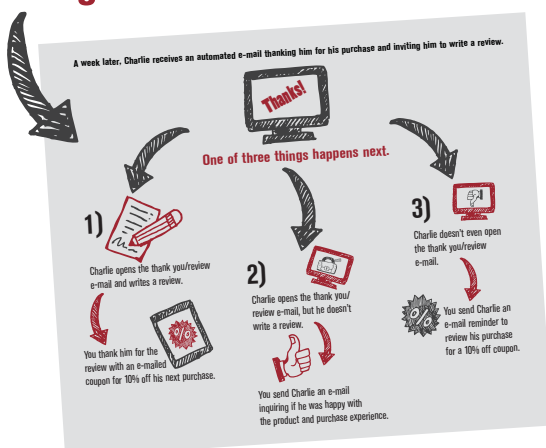 A week later, Charlie receives an automated e-mail thanking him for his purchase and inviting him to write a review.
Thanks!
One of three things happens next.
1)
Charlie opens the thank you/review
e-mail and writes a review.
You thank him for the
review with an e-mailed
coupon for 10% off his next purchase.
2)
Charlie opens the thank you/
review e-mail, but he doesn't
write a review.
You send Charlie an e-mail
inquiring if he was happy with
the product and purchase experience.
3)
Charlie doesn't even open
the thank you/review
e-mail.
You send Charlie an
e-mail reminder to
review his purchase
for a 10% off coupon.